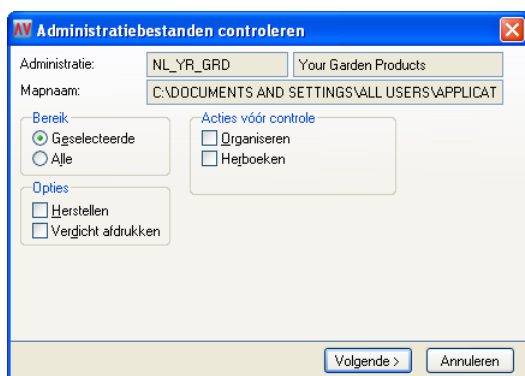 AV Administratiebestanden controleren
Administratie: NL_YR_GRD Your Garden Products
Mapnaam: C:\DOCUMENTS AND SETTINGS\ALL USERS\APPLICAT
Bereik
Geselecteerde
Alle
Acties vóór controle
Organiseren
Herboeken
Opties
Herstellen
Verdicht afdrukken
Volgende >
Annuleren